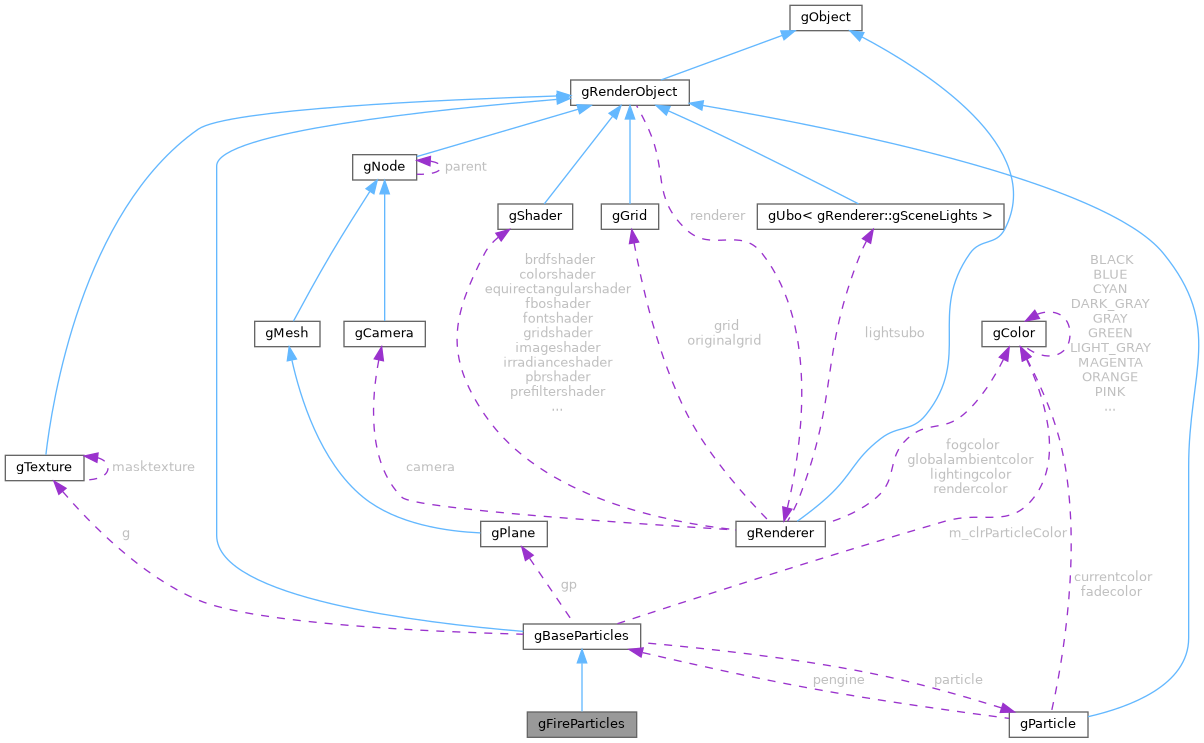 gObject
gRenderObject
gNode
parent
gShader
gGrid
renderer
gUbo< gRenderer::gSceneLights >
brdfshader
colorshader
equirectangularshader
fboshader
fontshader
gridshader
imageshader
irradianceshader
pbrshader
prefiltershader
...
BLACK
BLUE
CYAN
DARK_GRAY
GRAY
GREEN
LIGHT_GRAY
MAGENTA
ORANGE
PINK
...
gMesh
gCamera
grid
originalgrid
lightsubo
gColor
gTexture
masktexture
camera
fogcolor
globalambientcolor
lightingcolor
rendercolor
g
gPlane
gRenderer
m_clrParticleColor
gp
currentcolor
fadecolor
gBaseParticles
pengine
particle
gFireParticles
gParticle